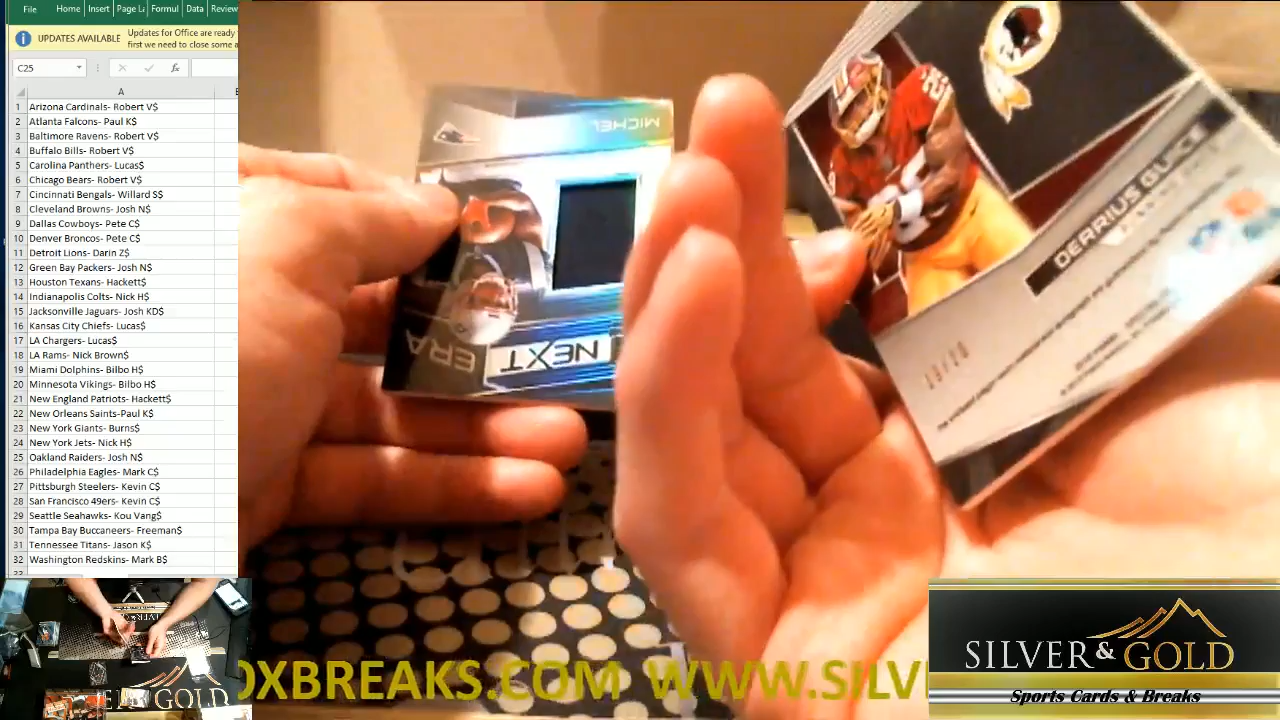 File Home Insert Page La Formul Data Review
UPDATES AVAILABLE Updates for Office are ready
first we need to close some a
C25 fx
A
1 Arizona Cardinals- Robert V$
2 Atlanta Falcons- Paul K$
3 Baltimore Ravens- Robert V$
4 Buffalo Bills- Robert V$
5 Carolina Panthers- Lucas$
6 Chicago Bears- Robert V$
7 Cincinnati Bengals- Willard S$
8 Cleveland Browns- Josh N$
9 Dallas Cowboys- Pete C$
10 Denver Broncos- Pete C$
11 Detroit Lions- Darin Z$
12 Green Bay Packers- Josh N$
13 Houston Texans- Hackett$
14 Indianapolis Colts- Nick H$
15 Jacksonville Jaguars- Josh KD$
16 Kansas City Chiefs- Lucas$
17 LA Chargers- Lucas$
18 LA Rams- Nick Brown$
19 Miami Dolphins- Bilbo H$
20 Minnesota Vikings- Bilbo H$
21 New England Patriots- Hackett$
22 New Orleans Saints-Paul K$
23 New York Giants- Burns$
24 New York Jets- Nick H$
25 Oakland Raiders- Josh N$
26 Philadelphia Eagles- Mark C$
27 Pittsburgh Steelers- Kevin C$
28 San Francisco 49ers- Kevin C$
29 Seattle Seahawks- Kou Vang$
30 Tampa Bay Buccaneers- Freeman$
31 Tennessee Titans- Jason K$
32 Washington Redskins- Mark B$
MICHEL
NEXT ERA
DERRIUS GUICE
OXBREAKS.COM WWW.SILV
SILVER & GOLD
Sports Cards & Breaks